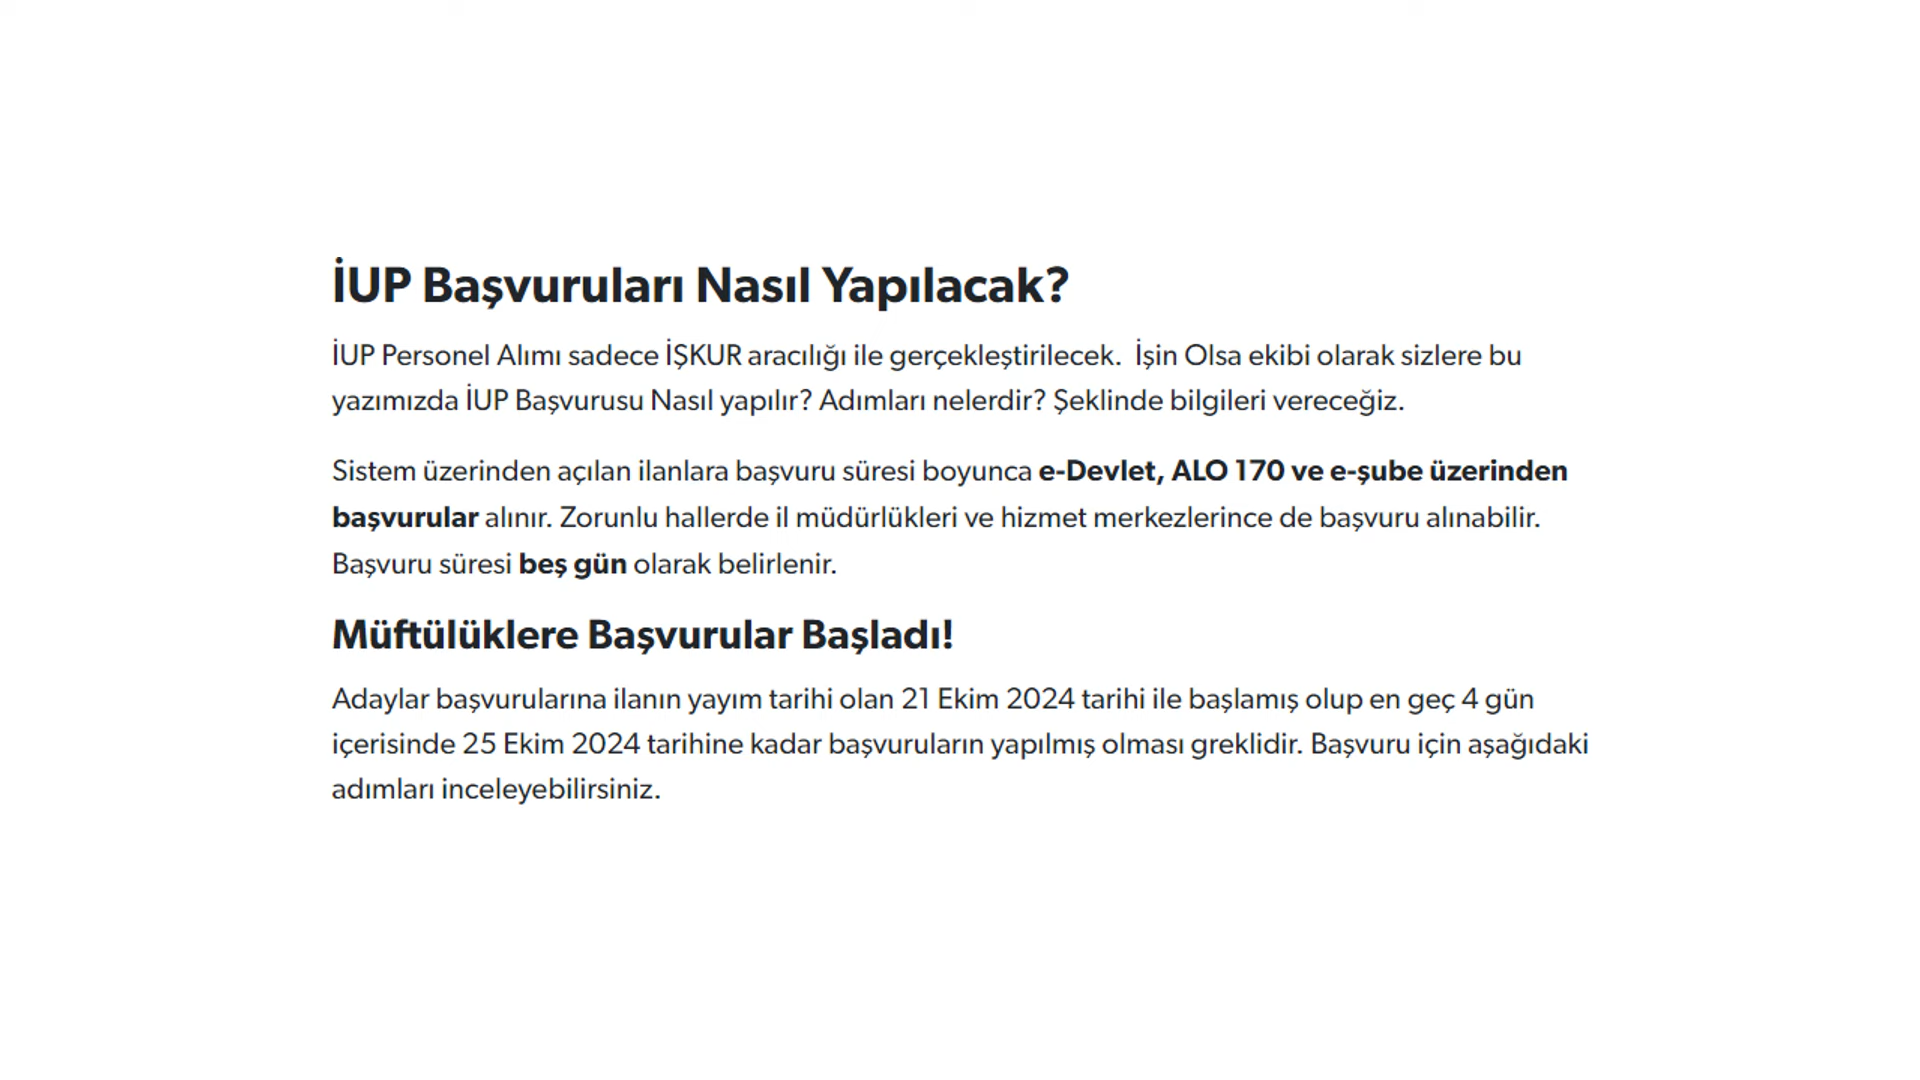 İUP Başvuruları Nasıl Yapılacak?
İUP Personel Alımı sadece İŞKUR aracılığı ile gerçekleştirilecek.  İşin Olsa ekibi olarak sizlere bu
yazımızda İUP Başvurusu Nasıl yapılır? Adımları nelerdir? Şeklinde bilgileri vereceğiz.
Sistem üzerinden açılan ilanlara başvuru süresi boyunca e-Devlet, ALO 170 ve e-şube üzerinden
başvurular alınır. Zorunlu hallerde il müdürlükleri ve hizmet merkezlerince de başvuru alınabilir.
Başvuru süresi beş gün olarak belirlenir.
Müftülüklere Başvurular Başladı!
Adaylar başvurularına ilanın yayım tarihi olan 21 Ekim 2024 tarihi ile başlamış olup en geç 4 gün
içerisinde 25 Ekim 2024 tarihine kadar başvuruların yapılmış olması greklidir. Başvuru için aşağıdaki
adımları inceleyebilirsiniz.